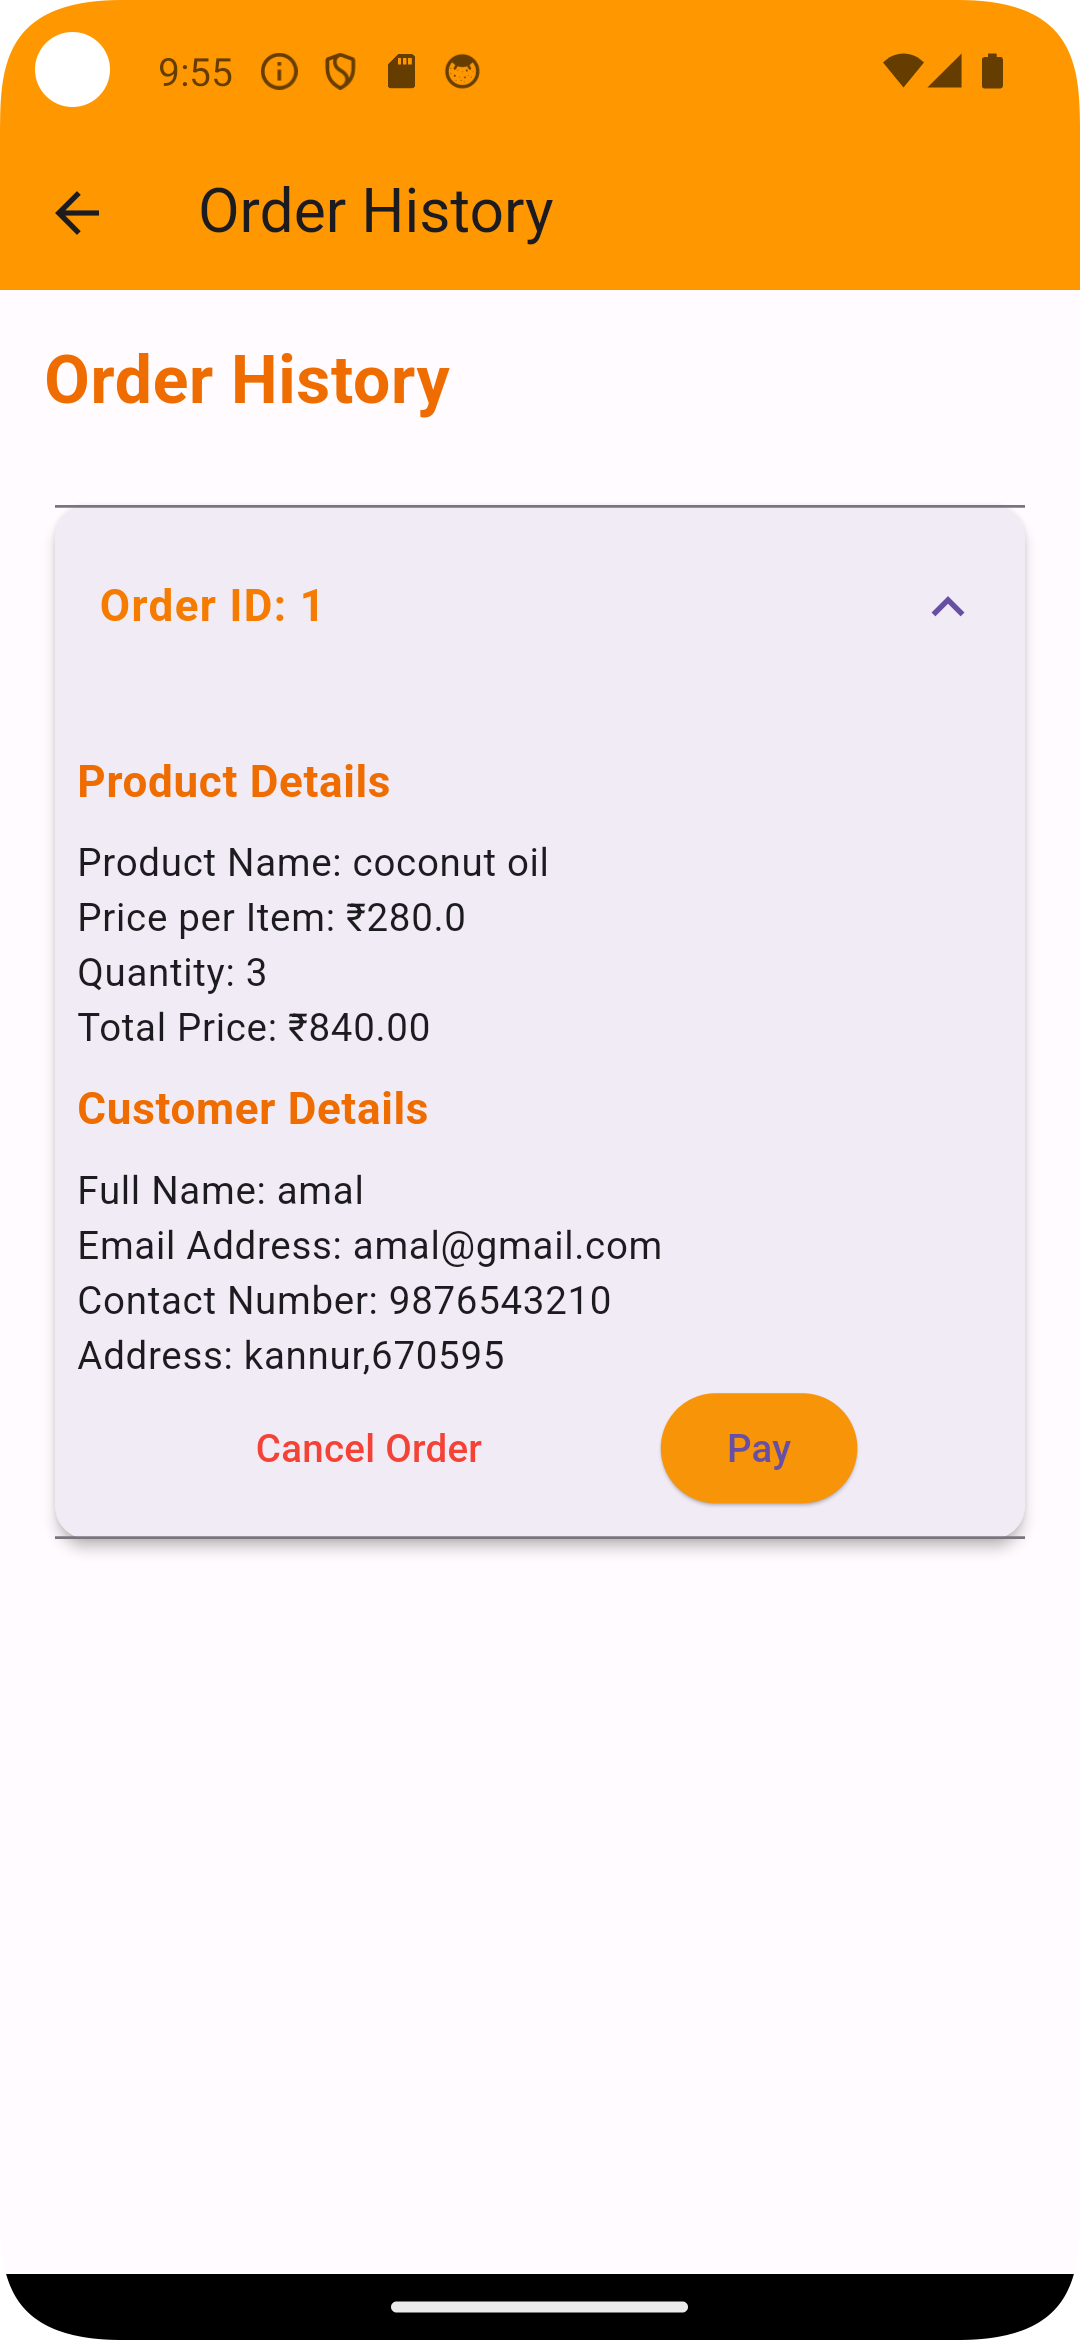 9:55
Order History
Order History
Order ID: 1
Product Details
Product Name: coconut oil
Price per Item: ₹280.0
Quantity: 3
Total Price: ₹840.00
Customer Details
Full Name: amal
Email Address: amal@gmail.com
Contact Number: 9876543210
Address: kannur,670595
Cancel Order
Pay